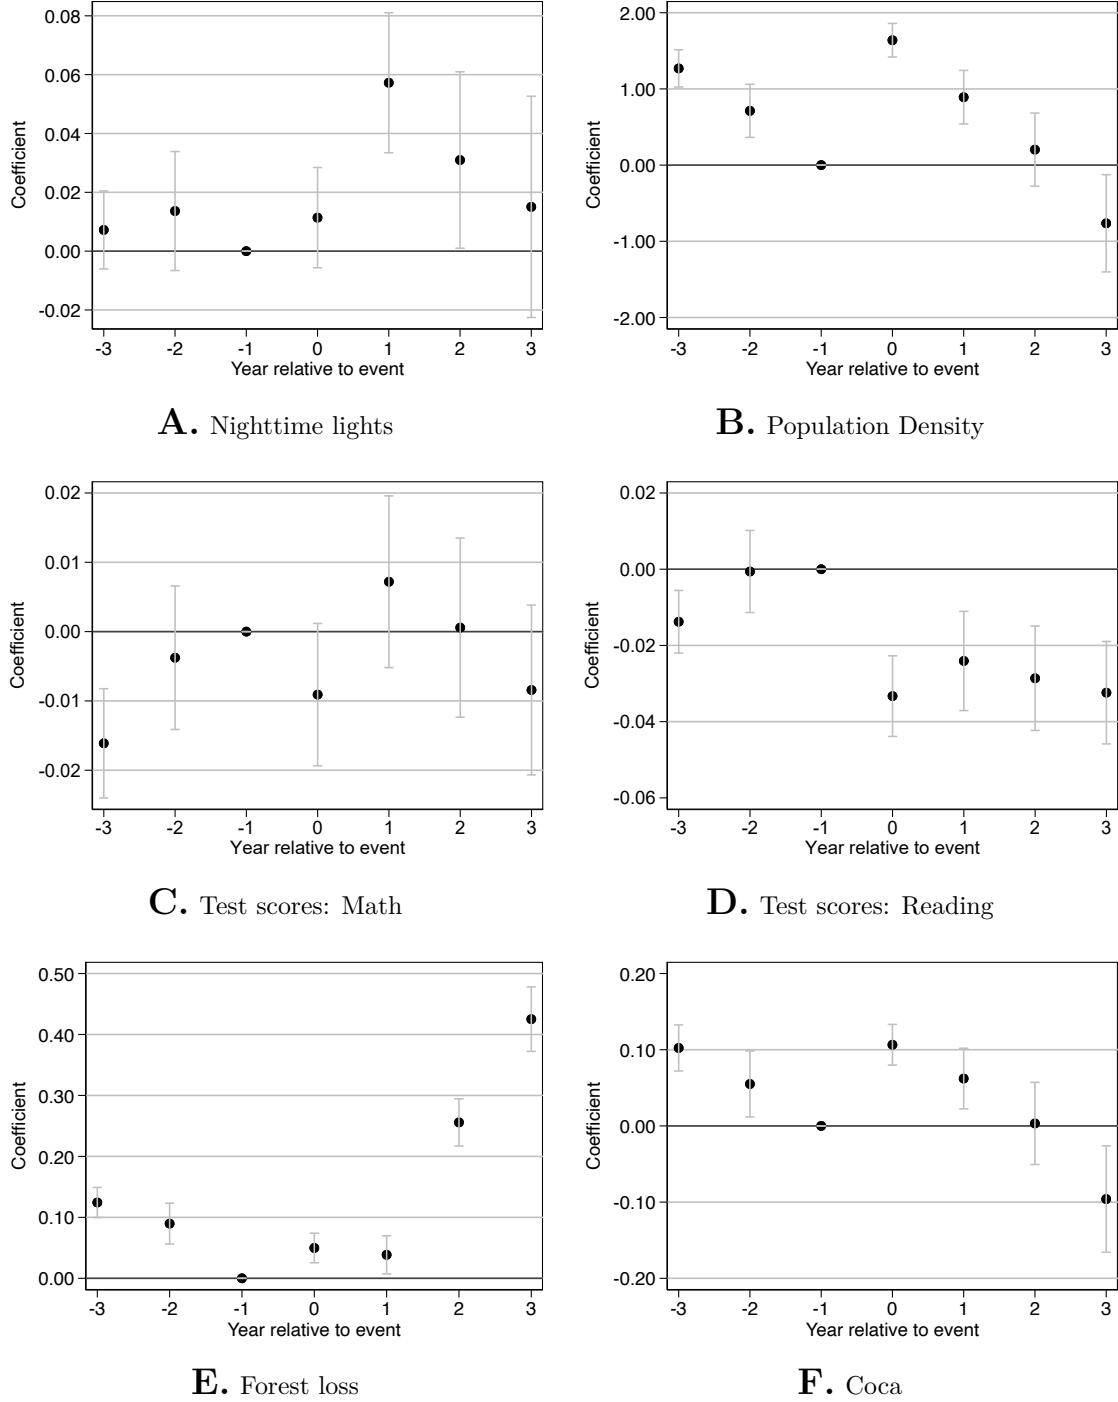 0.08
0.06
0.04
0.02
0.00
-0.02
Coefficient
-3 -2 -1 0 1 2 3
Year relative to event
A. Nighttime lights
2.00
1.00
0.00
-1.00
-2.00
Coefficient
-3 -2 -1 0 1 2 3
Year relative to event
B. Population Density
0.02
0.01
0.00
-0.01
-0.02
Coefficient
-3 -2 -1 0 1 2 3
Year relative to event
C. Test scores: Math
0.02
0.00
-0.02
-0.04
-0.06
Coefficient
-3 -2 -1 0 1 2 3
Year relative to event
D. Test scores: Reading
0.50
0.40
0.30
0.20
0.10
0.00
Coefficient
-3 -2 -1 0 1 2 3
Year relative to event
E. Forest loss
0.20
0.10
0.00
-0.10
-0.20
Coefficient
-3 -2 -1 0 1 2 3
Year relative to event
F. Coca